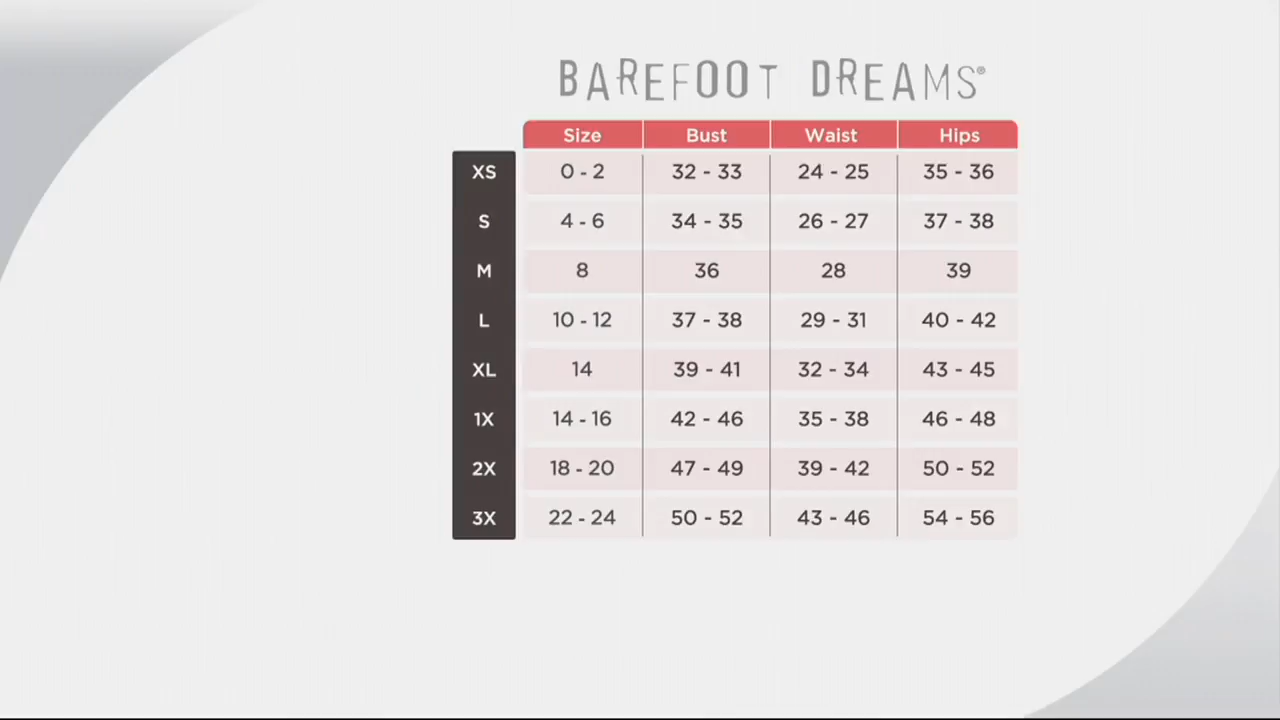 BAREFOOT DREAMS®
Size Bust Waist Hips
XS 0 - 2 32 - 33 24 - 25 35 - 36
S 4 - 6 34 - 35 26 - 27 37 - 38
M 8 36 28 39
L 10 - 12 37 - 38 29 - 31 40 - 42
XL 14 39 - 41 32 - 34 43 - 45
1X 14 - 16 42 - 46 35 - 38 46 - 48
2X 18 - 20 47 - 49 39 - 42 50 - 52
3X 22 - 24 50 - 52 43 - 46 54 - 56